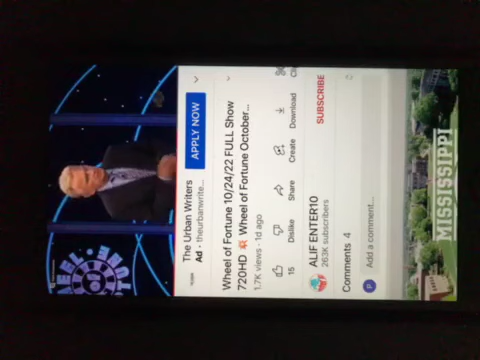 WHEEL OF
The Urban Writers
Ad · theurbanwrite...
APPLY NOW
Wheel of Fortune 10/24/22 FULL Show
720HD 💥 Wheel of Fortune October...
1.7K views · 1d ago
15
Dislike
Share
Create
Download
ALIF ENTER10
263K subscribers
SUBSCRIBE
Comments 4
P
Add a comment...
MISSISSIPPI